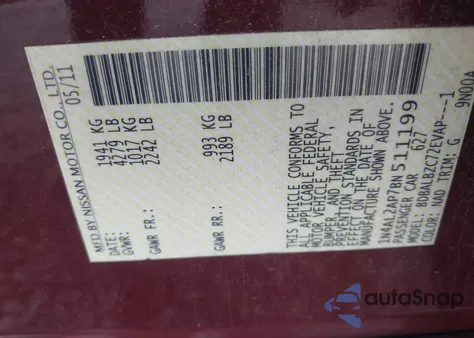 MFD BY NISSAN MOTOR CO., LTD.
05/11
GVWR:
1941 KG
4279 LB
GAWR FR:
1017 KG
2242 LB
GAWR RR:
993 KG
2189 LB
THIS VEHICLE CONFORMS TO
ALL APPLICABLE FEDERAL
MOTOR VEHICLE SAFETY,
BUMPER, AND THEFT
PREVENTION STANDARDS IN
EFFECT ON THE DATE OF
MANUFACTURE SHOWN ABOVE.
1N4AL2AP7BN 511199
PASSENGER CAR 627
MODEL: BDBALBZC72EVAP---1
COLOR: NAD TRIM: G
9N00A
autoSnap